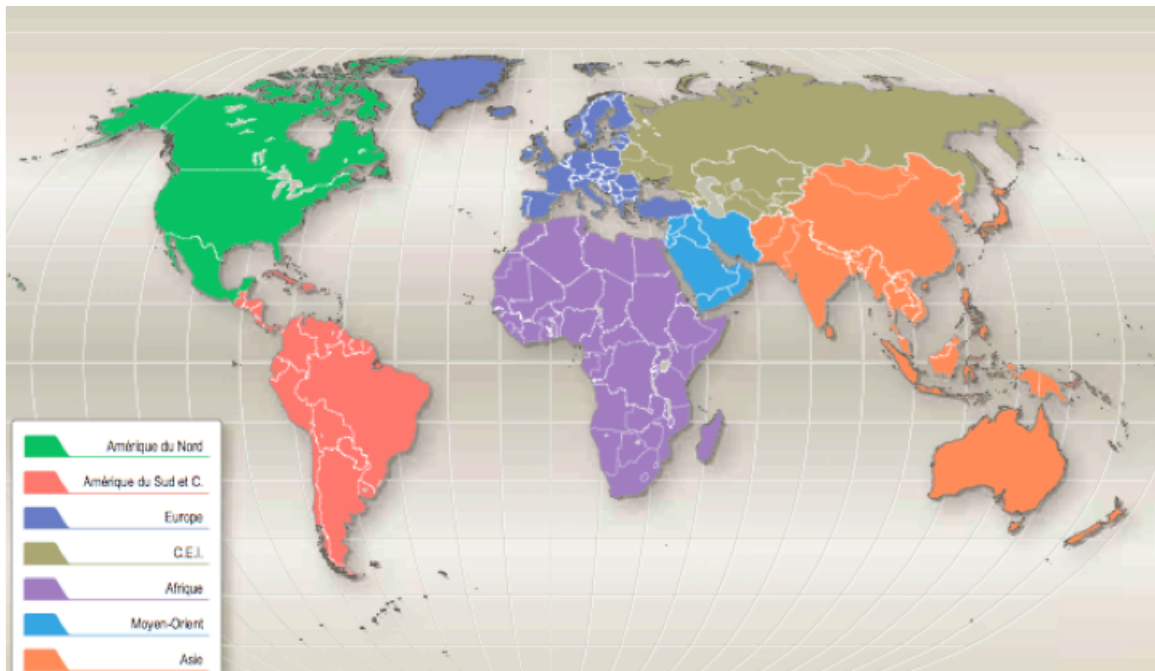 Amérique du Nord
Amérique du Sud et C.
Europe
C.E.I.
Afrique
Moyen-Orient
Asie